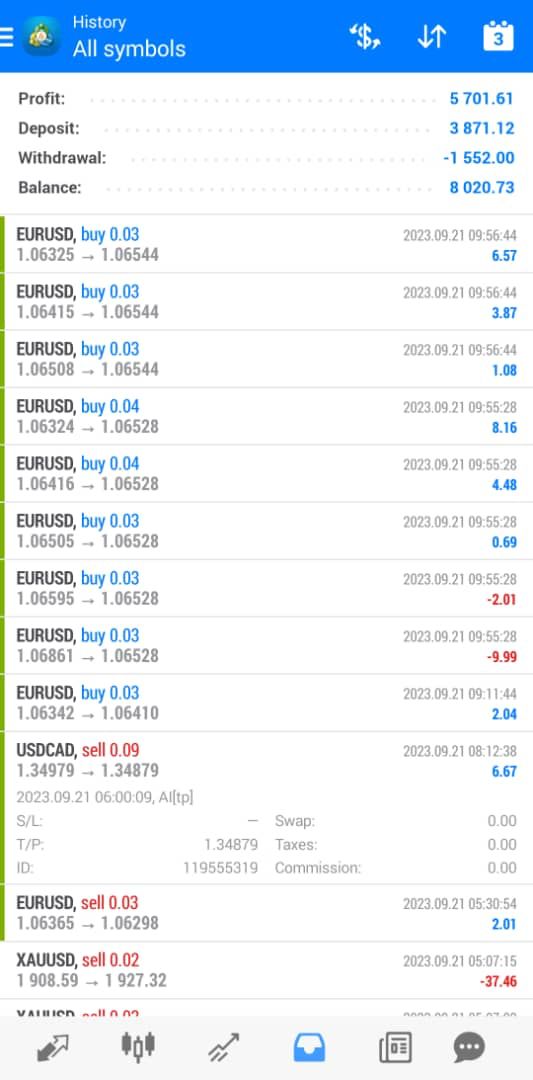 History
All symbols
3
Profit: 5 701.61
Deposit: 3 871.12
Withdrawal: -1 552.00
Balance: 8 020.73
EURUSD, buy 0.03 2023.09.21 09:56:44
1.06325 → 1.06544 6.57
EURUSD, buy 0.03 2023.09.21 09:56:44
1.06415 → 1.06544 3.87
EURUSD, buy 0.03 2023.09.21 09:56:44
1.06508 → 1.06544 1.08
EURUSD, buy 0.04 2023.09.21 09:55:28
1.06324 → 1.06528 8.16
EURUSD, buy 0.04 2023.09.21 09:55:28
1.06416 → 1.06528 4.48
EURUSD, buy 0.03 2023.09.21 09:55:28
1.06505 → 1.06528 0.69
EURUSD, buy 0.03 2023.09.21 09:55:28
1.06595 → 1.06528 -2.01
EURUSD, buy 0.03 2023.09.21 09:55:28
1.06861 → 1.06528 -9.99
EURUSD, buy 0.03 2023.09.21 09:11:44
1.06342 → 1.06410 2.04
USDCAD, sell 0.09 2023.09.21 08:12:38
1.34979 → 1.34879 6.67
2023.09.21 06:00:09, AI[tp]
S/L: – Swap: 0.00
T/P: 1.34879 Taxes: 0.00
ID: 119555319 Commission: 0.00
EURUSD, sell 0.03 2023.09.21 05:30:54
1.06365 → 1.06298 2.01
XAUUSD, sell 0.02 2023.09.21 05:07:15
1 908.59 → 1 927.32 -37.46
XAUUSD, sell